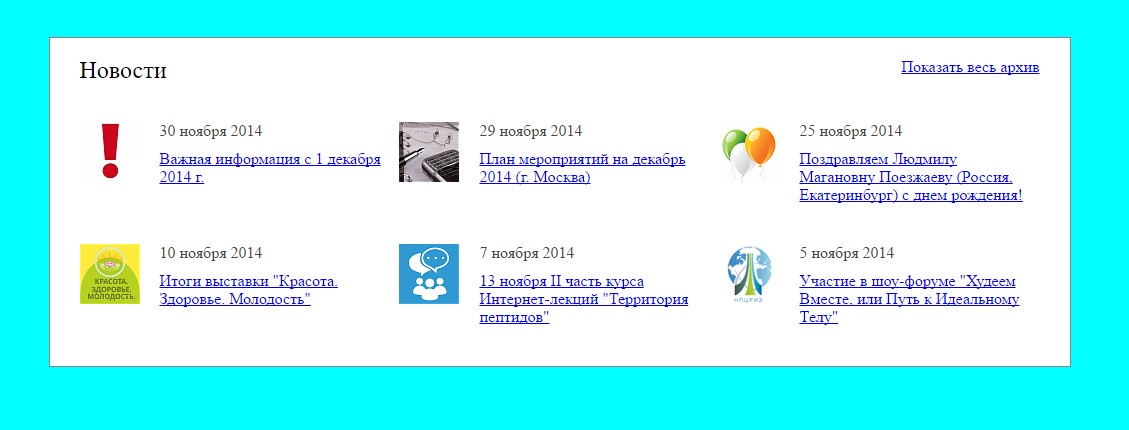 Новости
Показать весь архив
30 ноября 2014
Важная информация с 1 декабря
2014 г.
29 ноября 2014
План мероприятий на декабрь
2014 (г. Москва)
25 ноября 2014
Поздравляем Людмилу
Магановну Поезжаеву (Россия,
Екатеринбург) с днем рождения!
10 ноября 2014
Итоги выставки "Красота.
Здоровье. Молодость"
КРАСОТА.
ЗДОРОВЬЕ.
МОЛОДОСТЬ.
7 ноября 2014
13 ноября II часть курса
Интернет-лекций "Территория
пептидов"
5 ноября 2014
Участие в шоу-форуме "Худеем
Вместе, или Путь к Идеальному
Телу"
НПЦРИЗ